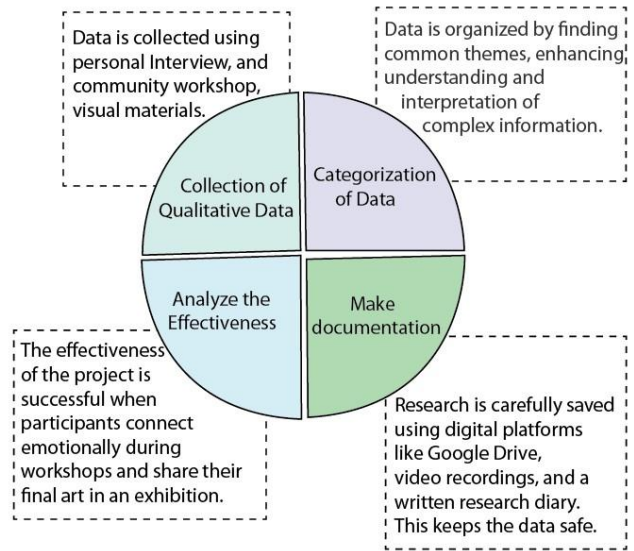 Data is collected using
personal Interview, and
community workshop,
visual materials.
Data is organized by finding
common themes, enhancing
understanding and
interpretation of
complex information.
Collection of
Qualitative Data
Categorization
of Data
Analyze the
Effectiveness
Make
documentation
The effectiveness
of the project is
successful when
participants connect
emotionally during
workshops and share their
final art in an exhibition.
Research is carefully saved
using digital platforms
like Google Drive,
video recordings, and a
written research diary.
This keeps the data safe.